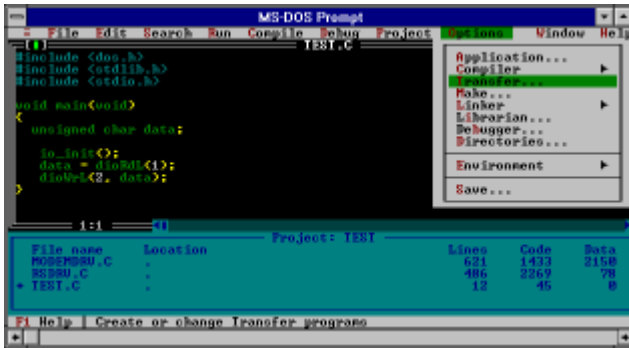 MS-DOS Prompt
≡ File Edit Search Run Compile Debug Project Options Window Help
TEST.C
#include <dos.h>
#include <stdlib.h>
#include <stdio.h>
void main(void)
{
unsigned char data;
io_init();
data = dioRdL(1);
dioWrL(2, data);
}
1:1
Application...
Compiler
Transfer...
Make...
Linker
Librarian...
Debugger...
Directories...
Environment
Save...
Project: TEST
File name Location Lines Code Data
MODEMDRV.C . 621 1433 2150
RSDRV.C . 486 2269 78
• TEST.C . 12 45 0
F1 Help | Create or change Transfer programs